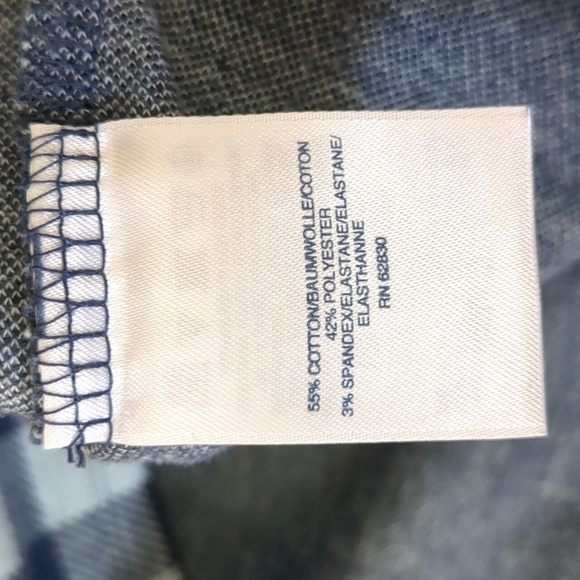 55% COTTON/BAUMWOLLE/COTON
42% POLYESTER
3% SPANDEX/ELASTANE/ELASTANE/
ELASTHANNE
RN 62830